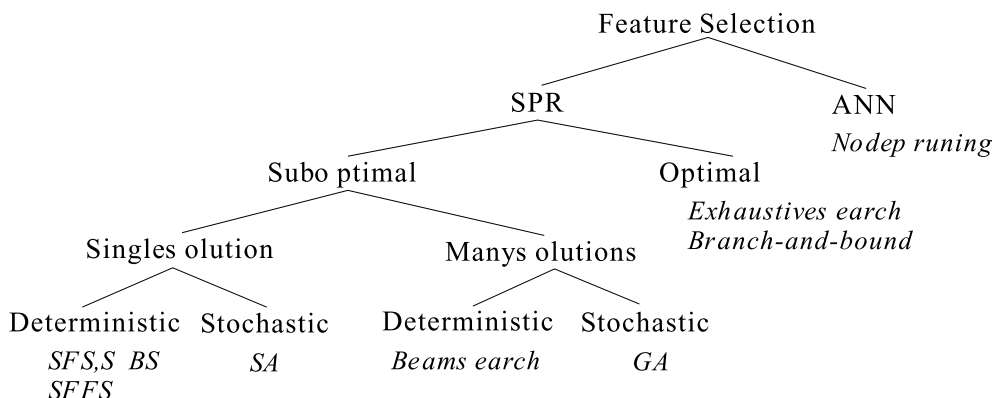 Feature Selection
SPR
ANN
Nodep runing
Subo ptimal
Optimal
Exhaustives earch
Branch-and-bound
Singles olution
Manys olutions
Deterministic
Stochastic
Deterministic
Stochastic
SFS,S BS
SFFS
SA
Beams earch
GA